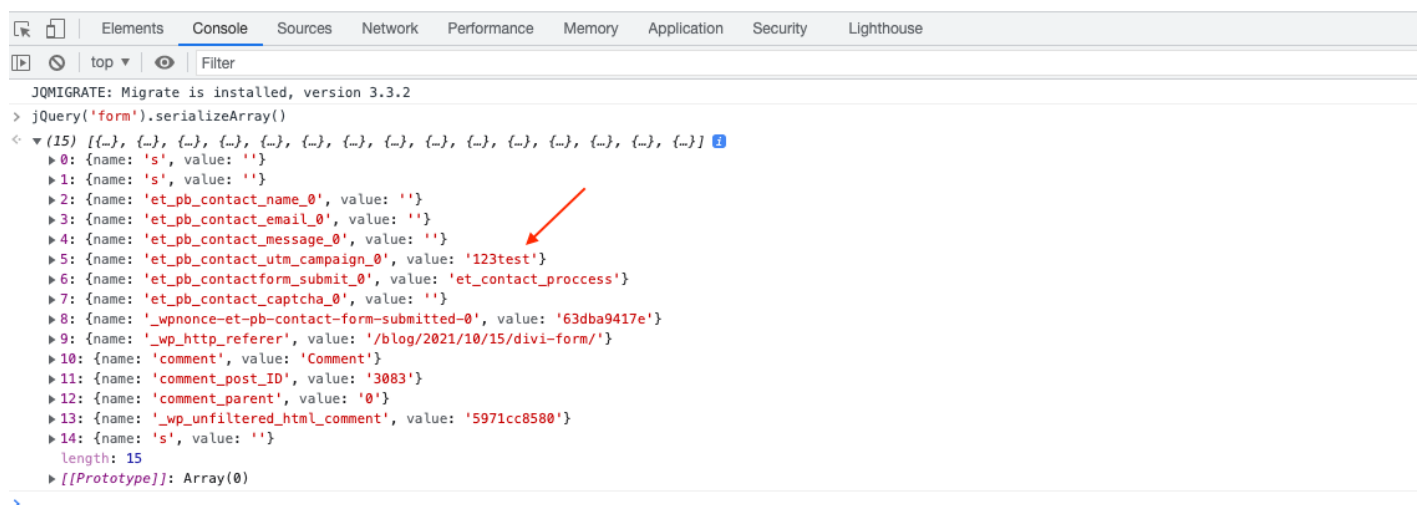 Elements Console Sources Network Performance Memory Application Security Lighthouse
top ▼ Filter
JQMIGRATE: Migrate is installed, version 3.3.2
> jQuery('form').serializeArray()
(15) [{…}, {…}, {…}, {…}, {…}, {…}, {…}, {…}, {…}, {…}, {…}, {…}, {…}, {…}, {…}] i
0: {name: 's', value: ''}
1: {name: 's', value: ''}
2: {name: 'et_pb_contact_name_0', value: ''}
3: {name: 'et_pb_contact_email_0', value: ''}
4: {name: 'et_pb_contact_message_0', value: ''}
5: {name: 'et_pb_contact_utm_campaign_0', value: '123test'}
6: {name: 'et_pb_contactform_submit_0', value: 'et_contact_proccess'}
7: {name: 'et_pb_contact_captcha_0', value: ''}
8: {name: '_wpnonce-et-pb-contact-form-submitted-0', value: '63dba9417e'}
9: {name: '_wp_http_referer', value: '/blog/2021/10/15/divi-form/'}
10: {name: 'comment', value: 'Comment'}
11: {name: 'comment_post_ID', value: '3083'}
12: {name: 'comment_parent', value: '0'}
13: {name: '_wp_unfiltered_html_comment', value: '5971cc8580'}
14: {name: 's', value: ''}
length: 15
[[Prototype]]: Array(0)